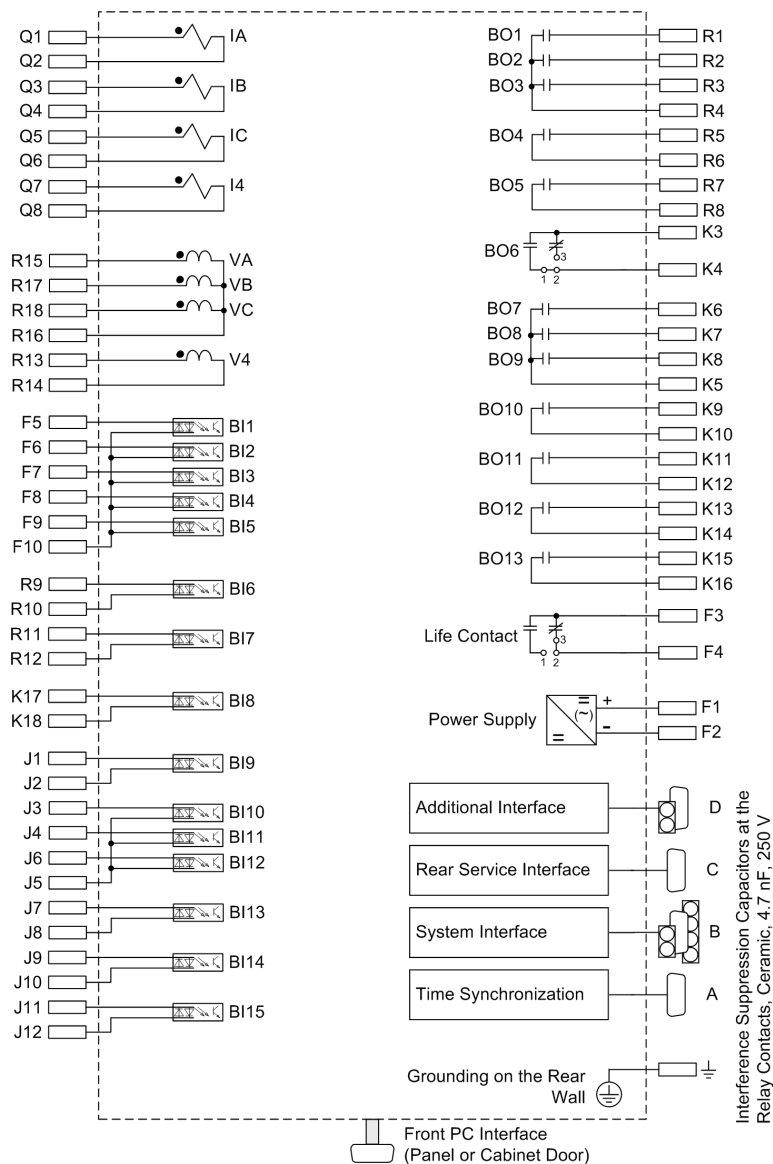 Q1 IA
Q2
Q3 IB
Q4
Q5 IC
Q6
Q7 I4
Q8
R15 VA
R17 VB
R18 VC
R16
R13 V4
R14
F5 BI1
F6 BI2
F7 BI3
F8 BI4
F9 BI5
F10
R9 BI6
R10
R11 BI7
R12
K17 BI8
K18
J1 BI9
J2
J3 BI10
J4 BI11
J6 BI12
J5
J7 BI13
J8
J9 BI14
J10
J11 BI15
J12
BO1 R1
BO2 R2
BO3 R3
R4
BO4 R5
R6
BO5 R7
R8
K3
BO6 3
K4
1 2
BO7 K6
BO8 K7
BO9 K8
K5
BO10 K9
K10
BO11 K11
K12
BO12 K13
K14
BO13 K15
K16
F3
Life Contact 3
F4
1 2
Power Supply = (~) = + F1
- F2
Additional Interface D
Rear Service Interface C
System Interface B
Time Synchronization A
Grounding on the Rear
Wall
Front PC Interface
(Panel or Cabinet Door)
Interference Suppression Capacitors at the
Relay Contacts, Ceramic, 4.7 nF, 250 V